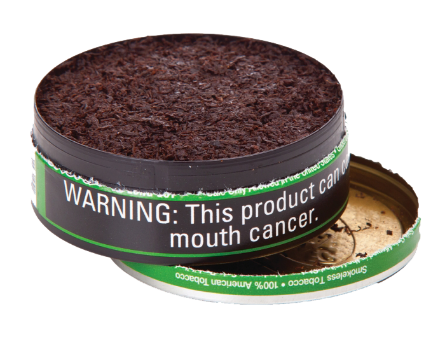 WARNING: This product can
mouth cancer.
Smokeless Tobacco • 100% American Tobacco